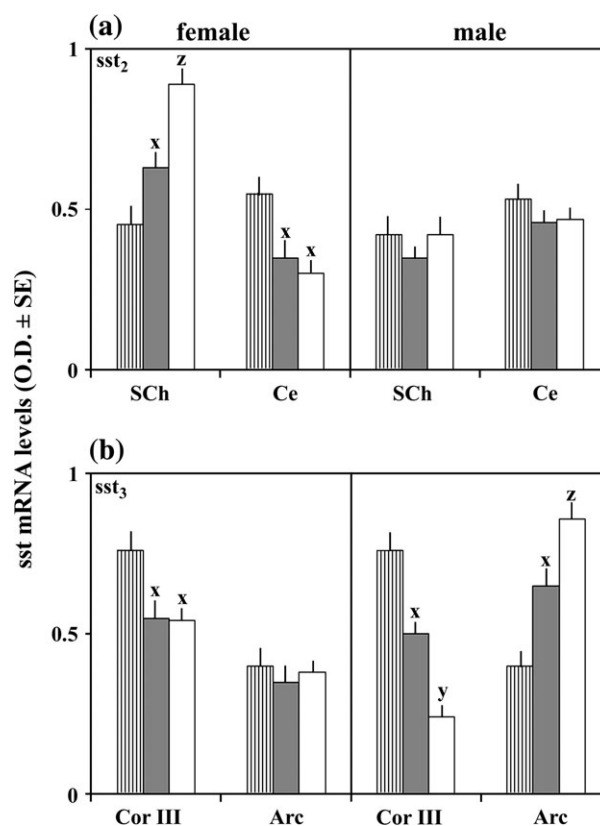 (a) female male
sst2
1
x z
x x
0.5
0
SCh Ce SCh Ce
sst mRNA levels (O.D. ± SE)
(b)
sst3
1
x x
x y
x z
0.5
0
Cor III Arc Cor III Arc